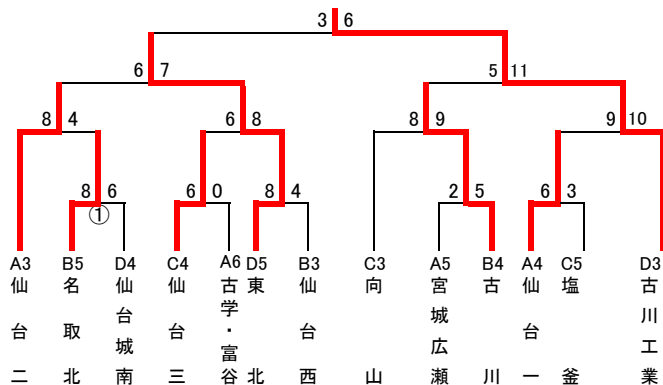 3 6
6 7 5 11
8 4 6 8 8 9 9 10
8 6 6 0 8 4 2 5 6 3
①
A3 B5 D4 C4 A6 D5 B3 C3 A5 B4 A4 C5 D3
仙台二
名取北
仙台城南
仙台三
古学・富谷
東北
仙台西
向山
宮城広瀬
古川
仙台一
塩釜
古川工業